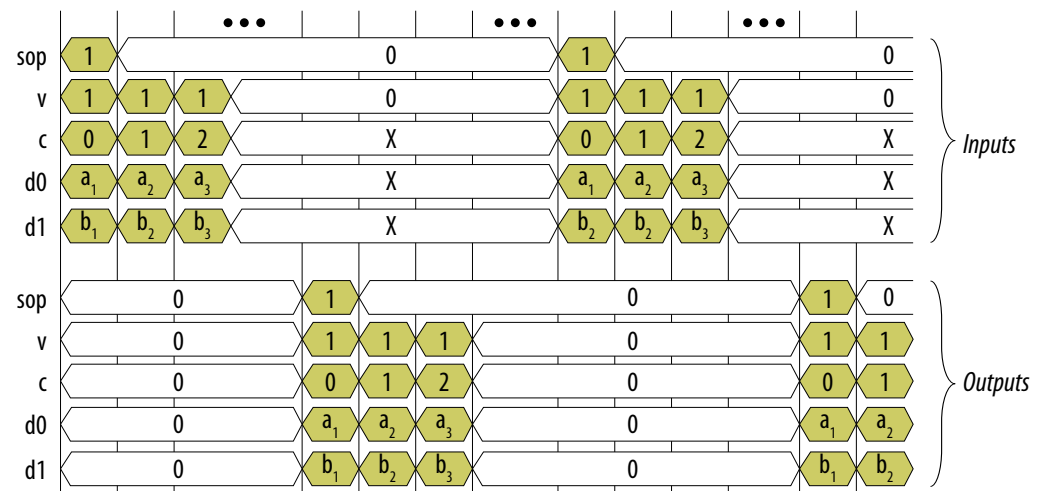 ••• ••• •••
sop 1 0 1 0
v 1 1 1 0 1 1 1 0
c 0 1 2 X 0 1 2 X
d0 a₁ a₂ a₃ X a₁ a₂ a₃ X
d1 b₁ b₂ b₃ X b₂ b₂ b₃ X
Inputs
sop 0 1 0 1 0
v 0 1 1 1 0 1 1
c 0 0 1 2 0 0 1
d0 0 a₁ a₂ a₃ 0 a₁ a₂
d1 0 b₁ b₂ b₃ 0 b₁ b₂
Outputs